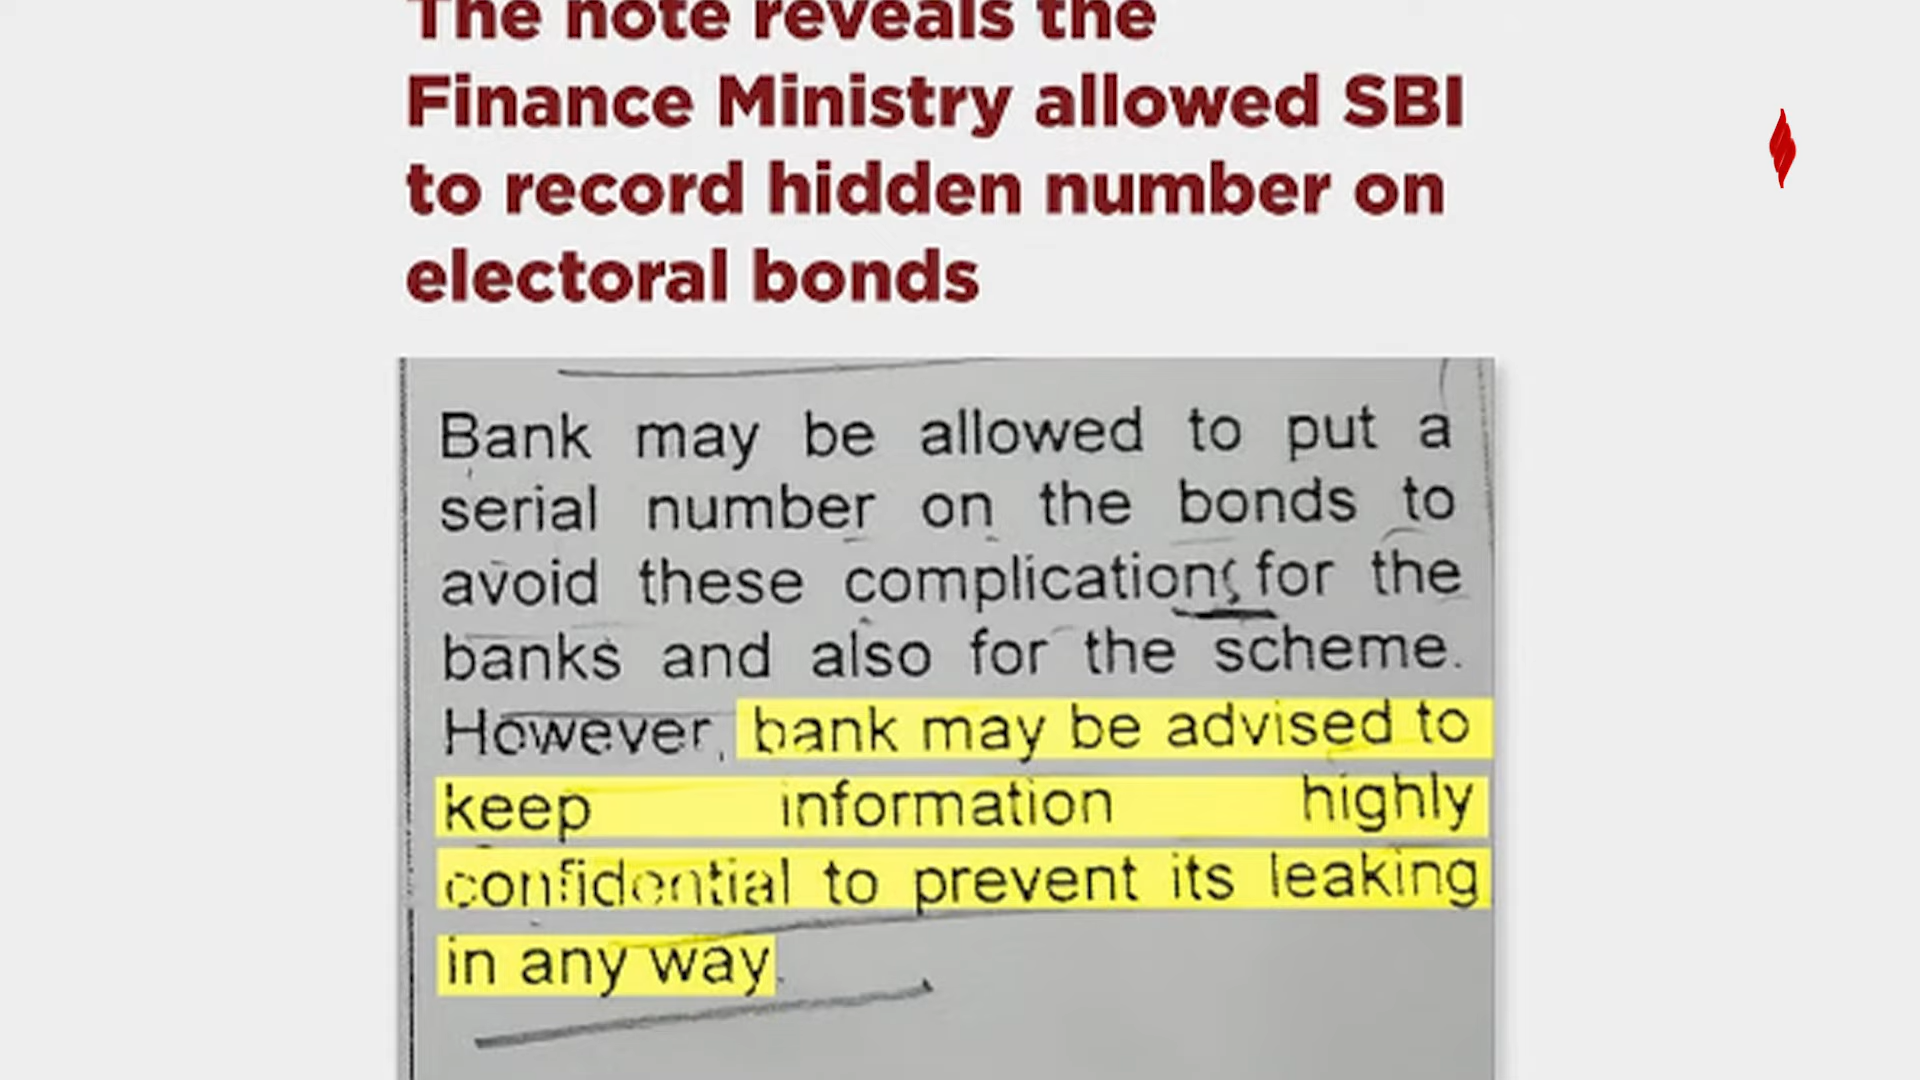 The note reveals the
Finance Ministry allowed SBI
to record hidden number on
electoral bonds
Bank may be allowed to put a
serial number on the bonds to
avoid these complications for the
banks and also for the scheme.
However, bank may be advised to
keep information highly
confidential to prevent its leaking
in any way.